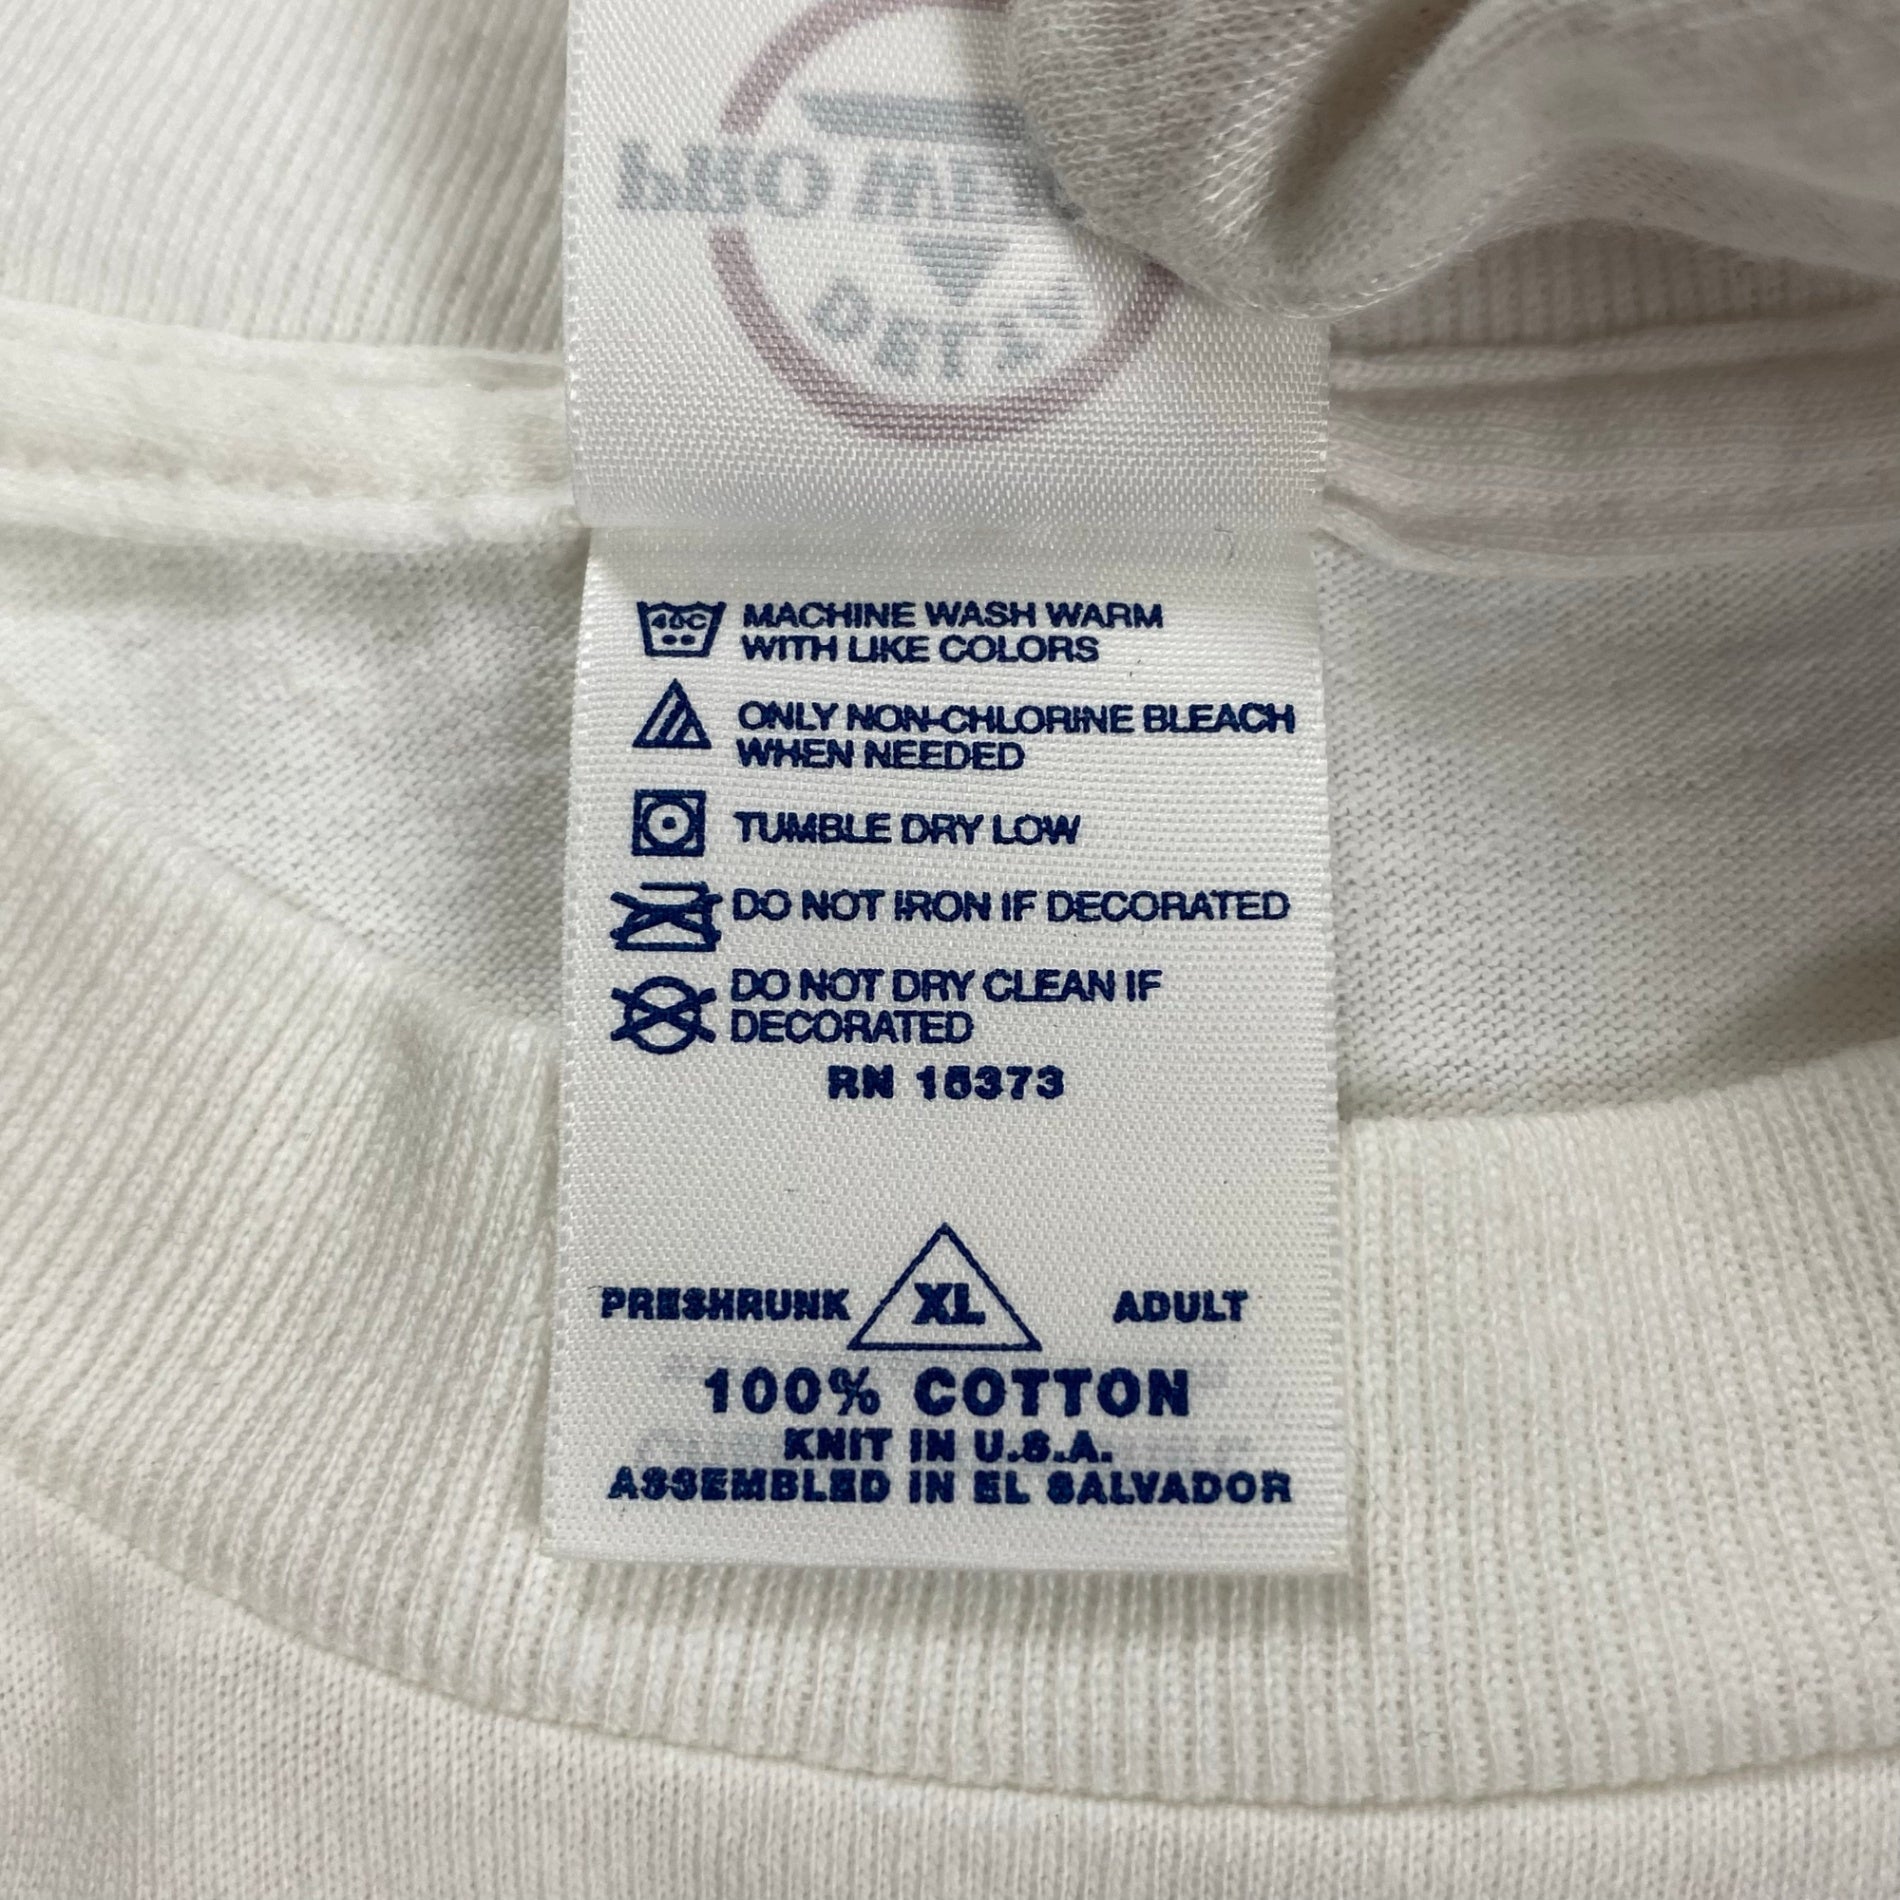 DELTA
40C
MACHINE WASH WARM
WITH LIKE COLORS
ONLY NON-CHLORINE BLEACH
WHEN NEEDED
TUMBLE DRY LOW
DO NOT IRON IF DECORATED
DO NOT DRY CLEAN IF
DECORATED
RN 15373
PRESHRUNK XL ADULT
100% COTTON
KNIT IN U.S.A.
ASSEMBLED IN EL SALVADOR